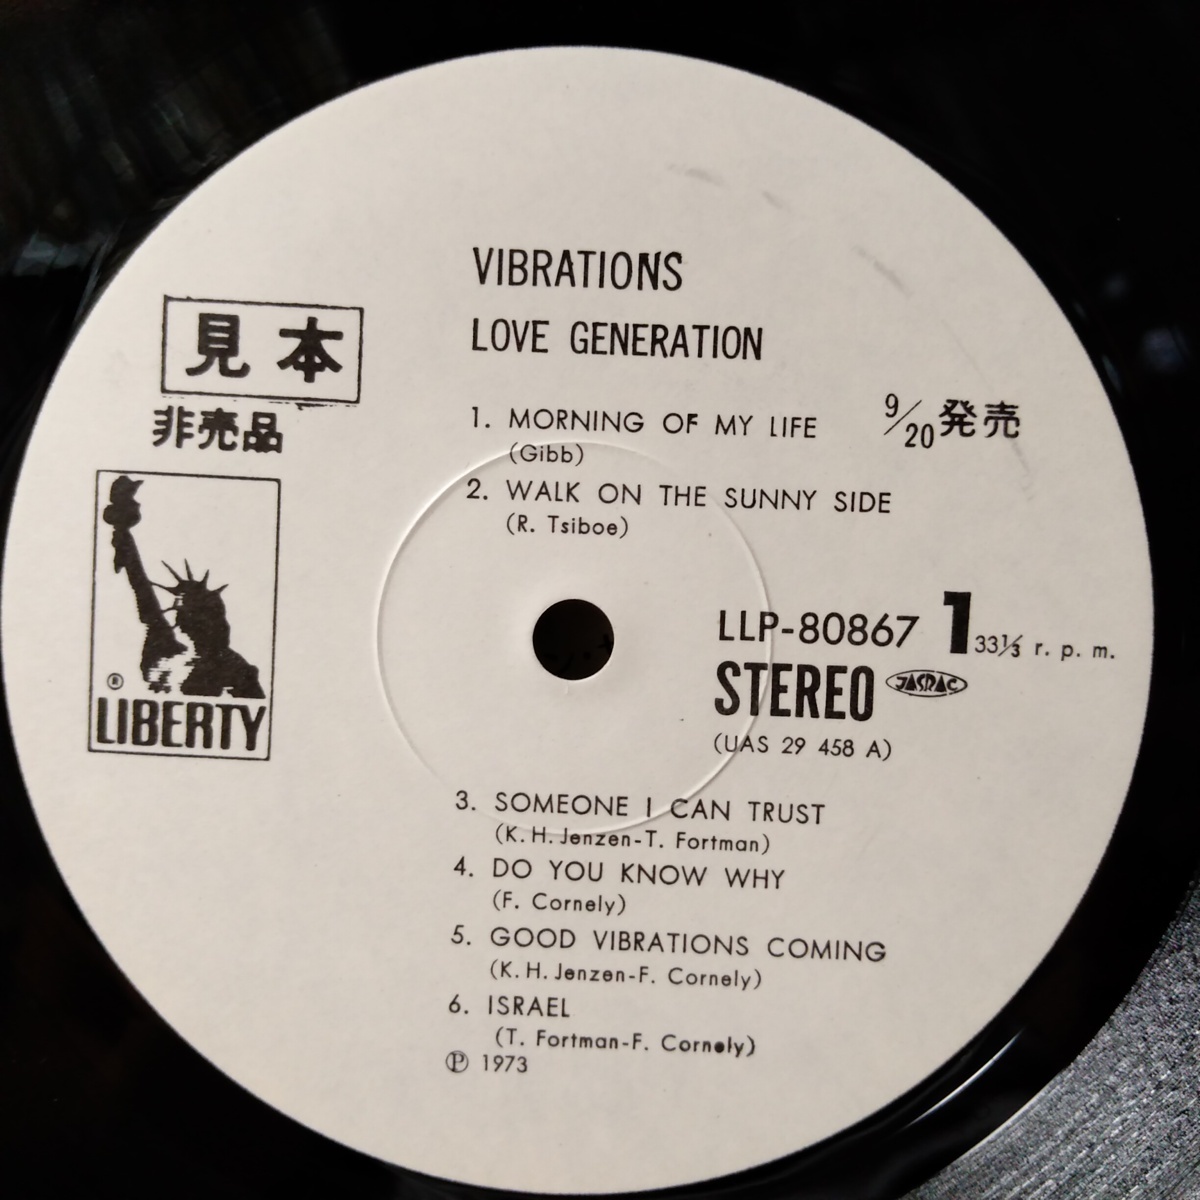 VIBRATIONS
LOVE GENERATION
見本
非売品
1. MORNING OF MY LIFE
(Gibb)
9/20発売
2. WALK ON THE SUNNY SIDE
(R. Tsiboe)
® LIBERTY
LLP-80867 1 33⅓ r. p. m.
STEREO JASRAC
(UAS 29 458 A)
3. SOMEONE I CAN TRUST
(K. H. Jenzen-T. Fortman)
4. DO YOU KNOW WHY
(F. Cornely)
5. GOOD VIBRATIONS COMING
(K. H. Jenzen-F. Cornely)
6. ISRAEL
(T. Fortman-F. Cornely)
℗ 1973